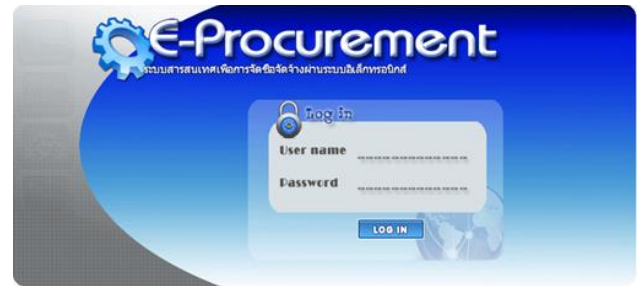 E-Procurement
ระบบสารสนเทศเพื่อการจัดซื้อจัดจ้างผ่านระบบอิเล็กทรอนิกส์
Log in
User name
Password
LOG IN